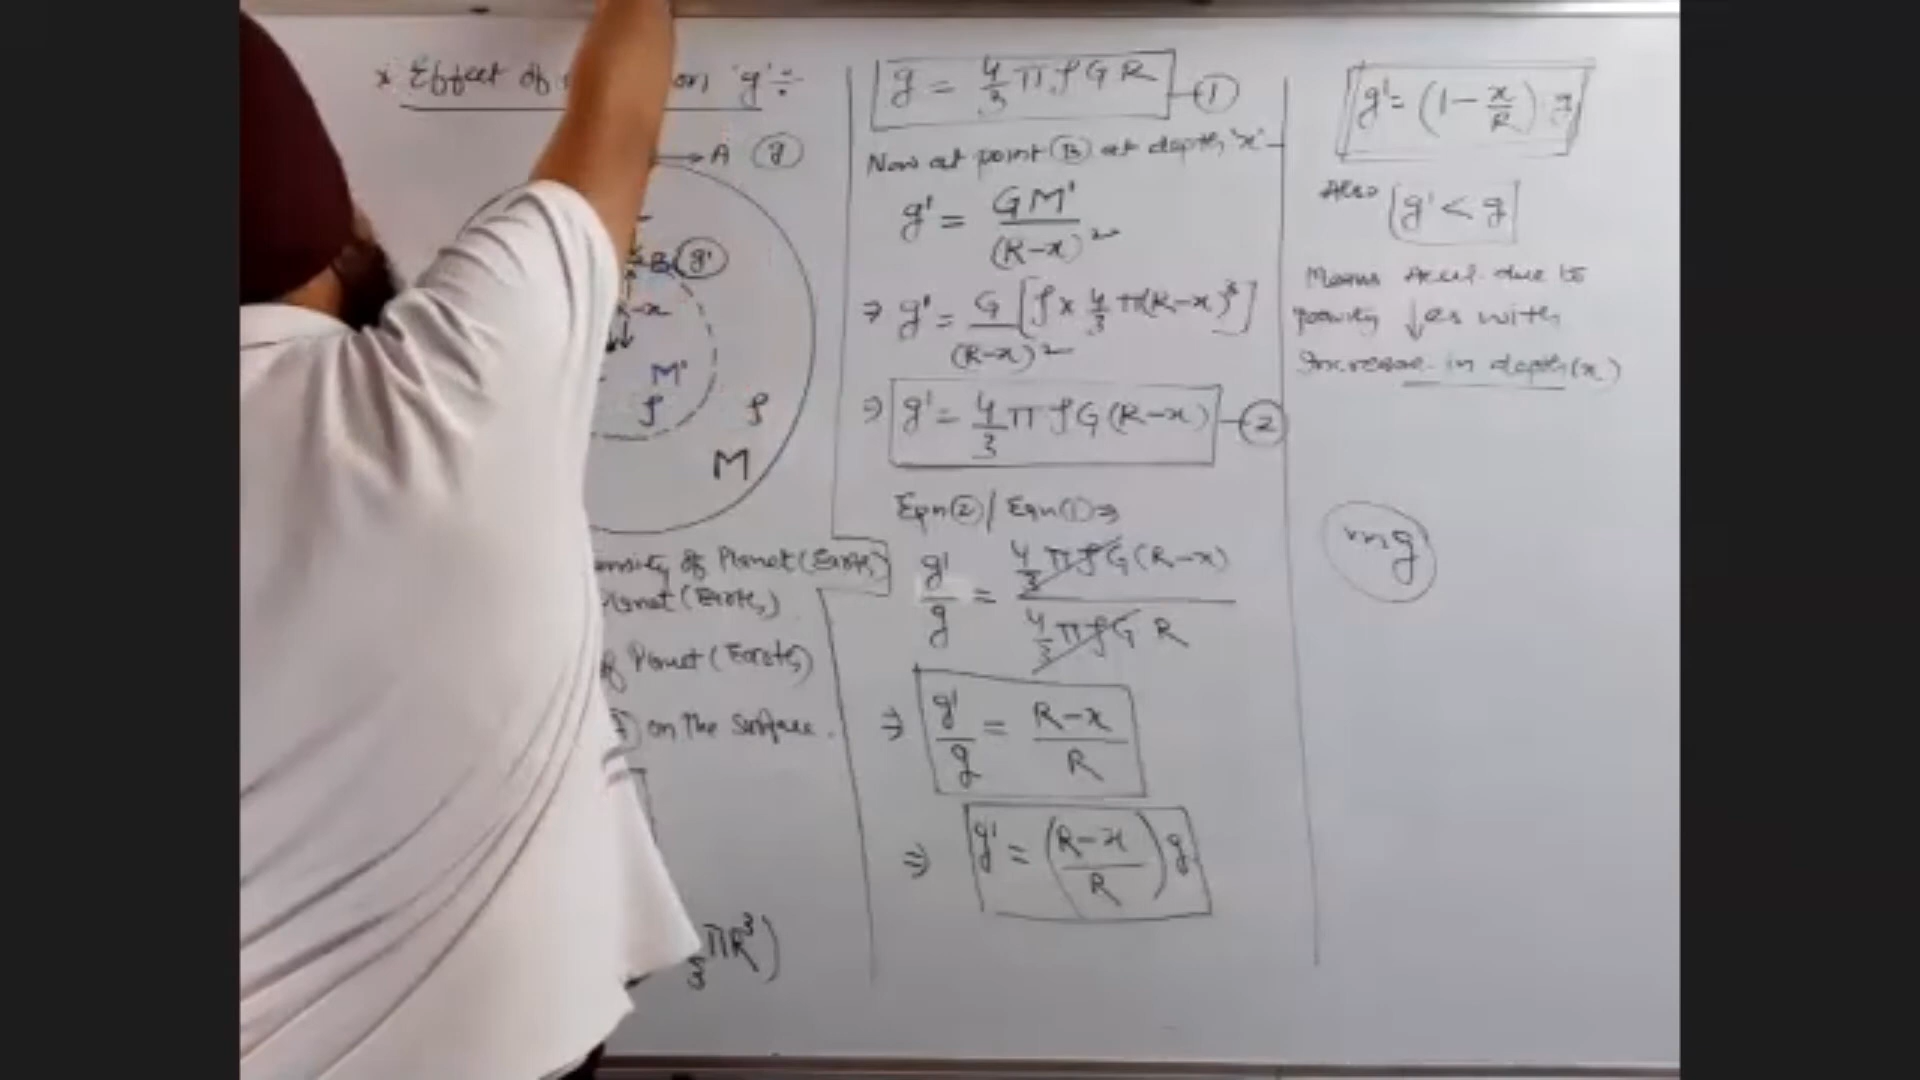 * Effect of on 'g' ÷
A g
B g'
R-x
M'
ρ ρ
M
of Planet (Earth)
Planet (Earth)
of Planet (Earth)
on the surface.
πR³)
g = 4/3 π ρ G R — ①
Now at point Ⓑ at depth 'x' –
g' = GM'/(R-x)²
⇒ g' = G/(R-x)² [ρ × 4/3 π(R-x)³]
⇒ g' = 4/3 π ρ G (R-x) — ②
Eqn ② / Eqn ① ⇒
g'/g = 4/3 π ρ G (R-x) / 4/3 π ρ G R
⇒ g'/g = R-x/R
⇒ g' = (R-x/R) g
g' = (1 - x/R) g
Also g' < g
Means Accl. due to
gravity ↓es with
Increase in depth (x)
mg'